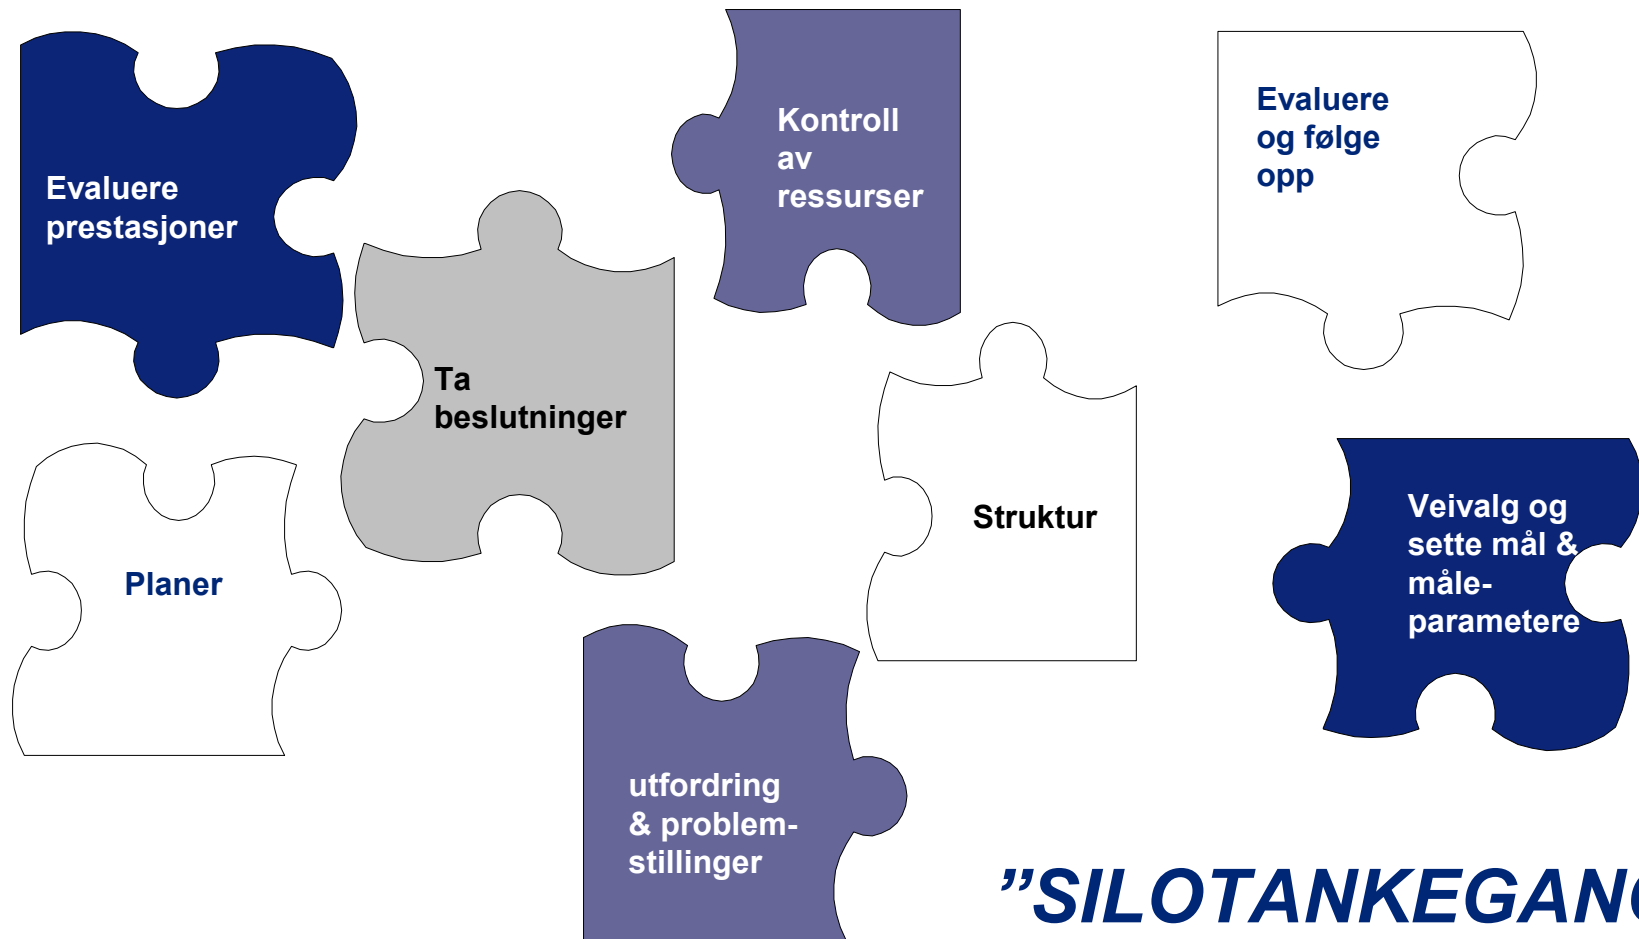 Evaluere
prestasjoner
Kontroll
av
ressurser
Evaluere
og følge
opp
Ta
beslutninger
Planer
Struktur
Veivalg og
sette mål &
måle-
parametere
utfordring
& problem-
stillinger
”SILOTANKEGANG